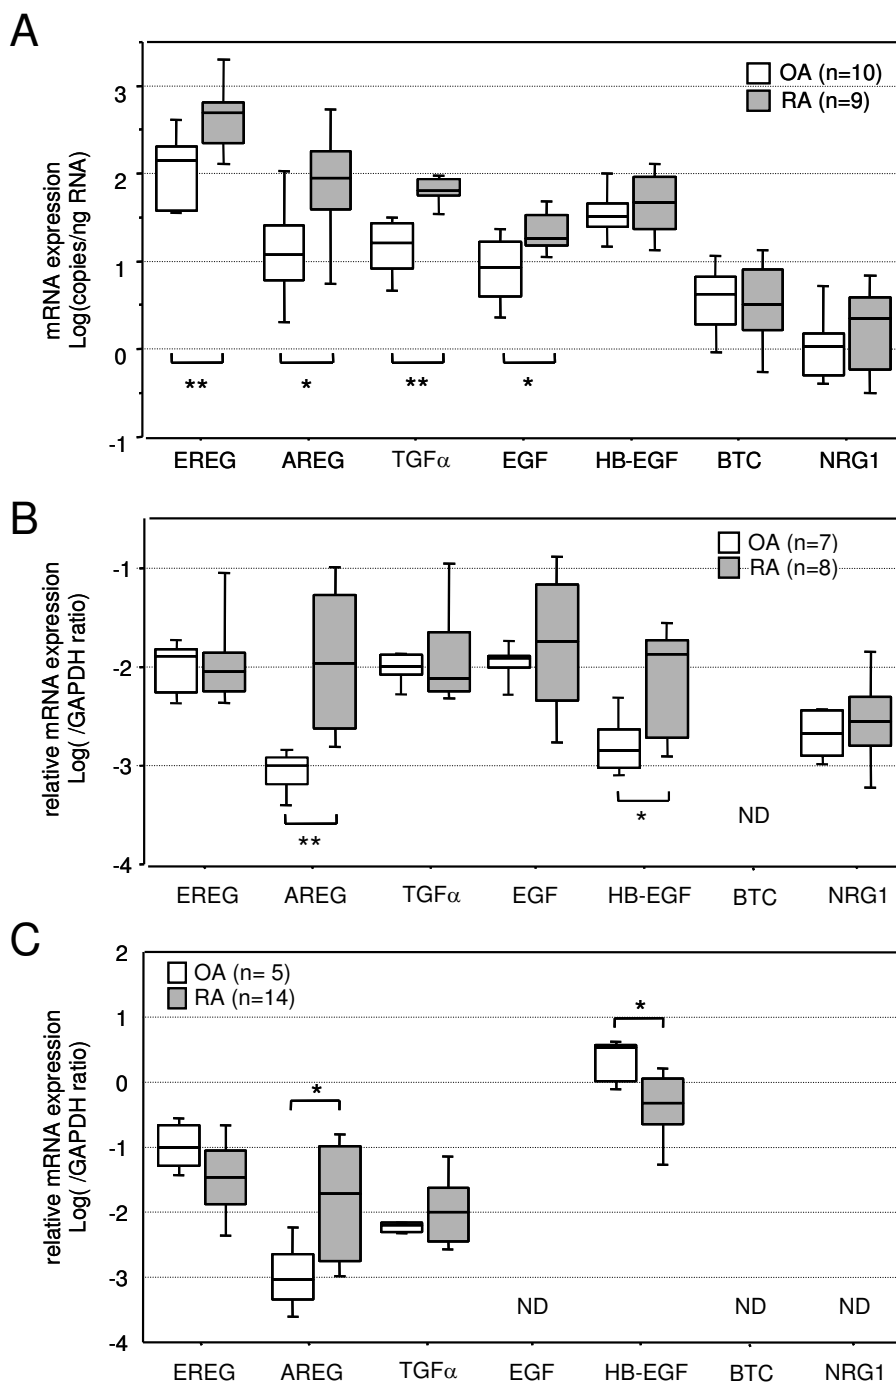 A
OA (n=10)
RA (n=9)
mRNA expression
Log(copies/ng RNA)
3
2
1
0
-1
** * ** *
EREG AREG TGFα EGF HB-EGF BTC NRG1
B
OA (n=7)
RA (n=8)
relative mRNA expression
Log( /GAPDH ratio)
-1
-2
-3
-4
** * ND
EREG AREG TGFα EGF HB-EGF BTC NRG1
C
OA (n= 5)
RA (n=14)
relative mRNA expression
Log( /GAPDH ratio)
2
1
0
-1
-2
-3
-4
* *
ND ND ND
EREG AREG TGFα EGF HB-EGF BTC NRG1